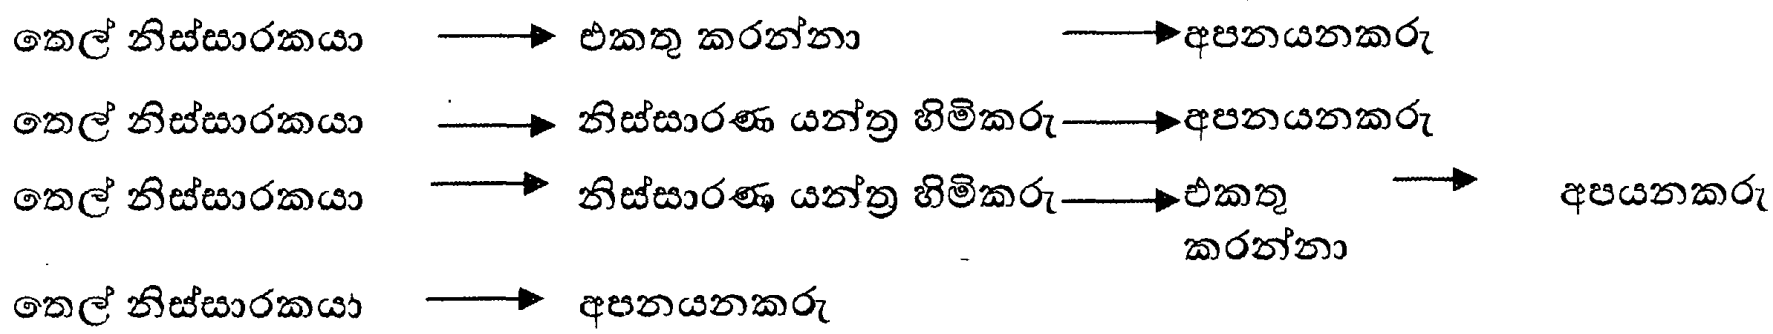 තෙල් නිස්සාරකයා → එකතු කරන්නා → අපනයනකරු
තෙල් නිස්සාරකයා → නිස්සාරණ යන්ත්‍ර හිමිකරු → අපනයනකරු
තෙල් නිස්සාරකයා → නිස්සාරණ යන්ත්‍ර හිමිකරු → එකතු → අපයනකරු
කරන්නා
තෙල් නිස්සාරකයා → අපනයනකරු